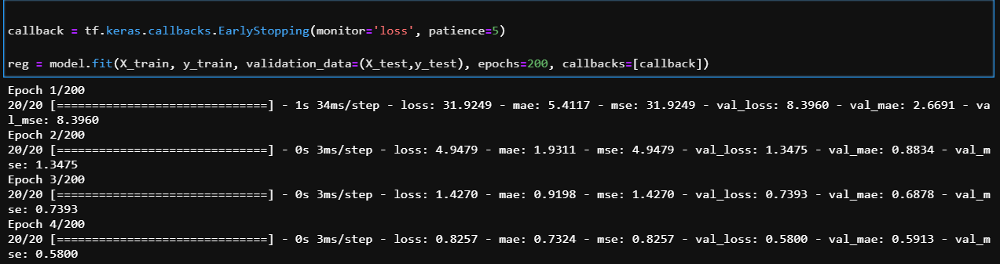 callback = tf.keras.callbacks.EarlyStopping(monitor='loss', patience=5)
reg = model.fit(X_train, y_train, validation_data=(X_test,y_test), epochs=200, callbacks=[callback])
Epoch 1/200
20/20 [==============================] - 1s 34ms/step - loss: 31.9249 - mae: 5.4117 - mse: 31.9249 - val_loss: 8.3960 - val_mae: 2.6691 - va
l_mse: 8.3960
Epoch 2/200
20/20 [==============================] - 0s 3ms/step - loss: 4.9479 - mae: 1.9311 - mse: 4.9479 - val_loss: 1.3475 - val_mae: 0.8834 - val_m
se: 1.3475
Epoch 3/200
20/20 [==============================] - 0s 3ms/step - loss: 1.4270 - mae: 0.9198 - mse: 1.4270 - val_loss: 0.7393 - val_mae: 0.6878 - val_m
se: 0.7393
Epoch 4/200
20/20 [==============================] - 0s 3ms/step - loss: 0.8257 - mae: 0.7324 - mse: 0.8257 - val_loss: 0.5800 - val_mae: 0.5913 - val_m
se: 0.5800